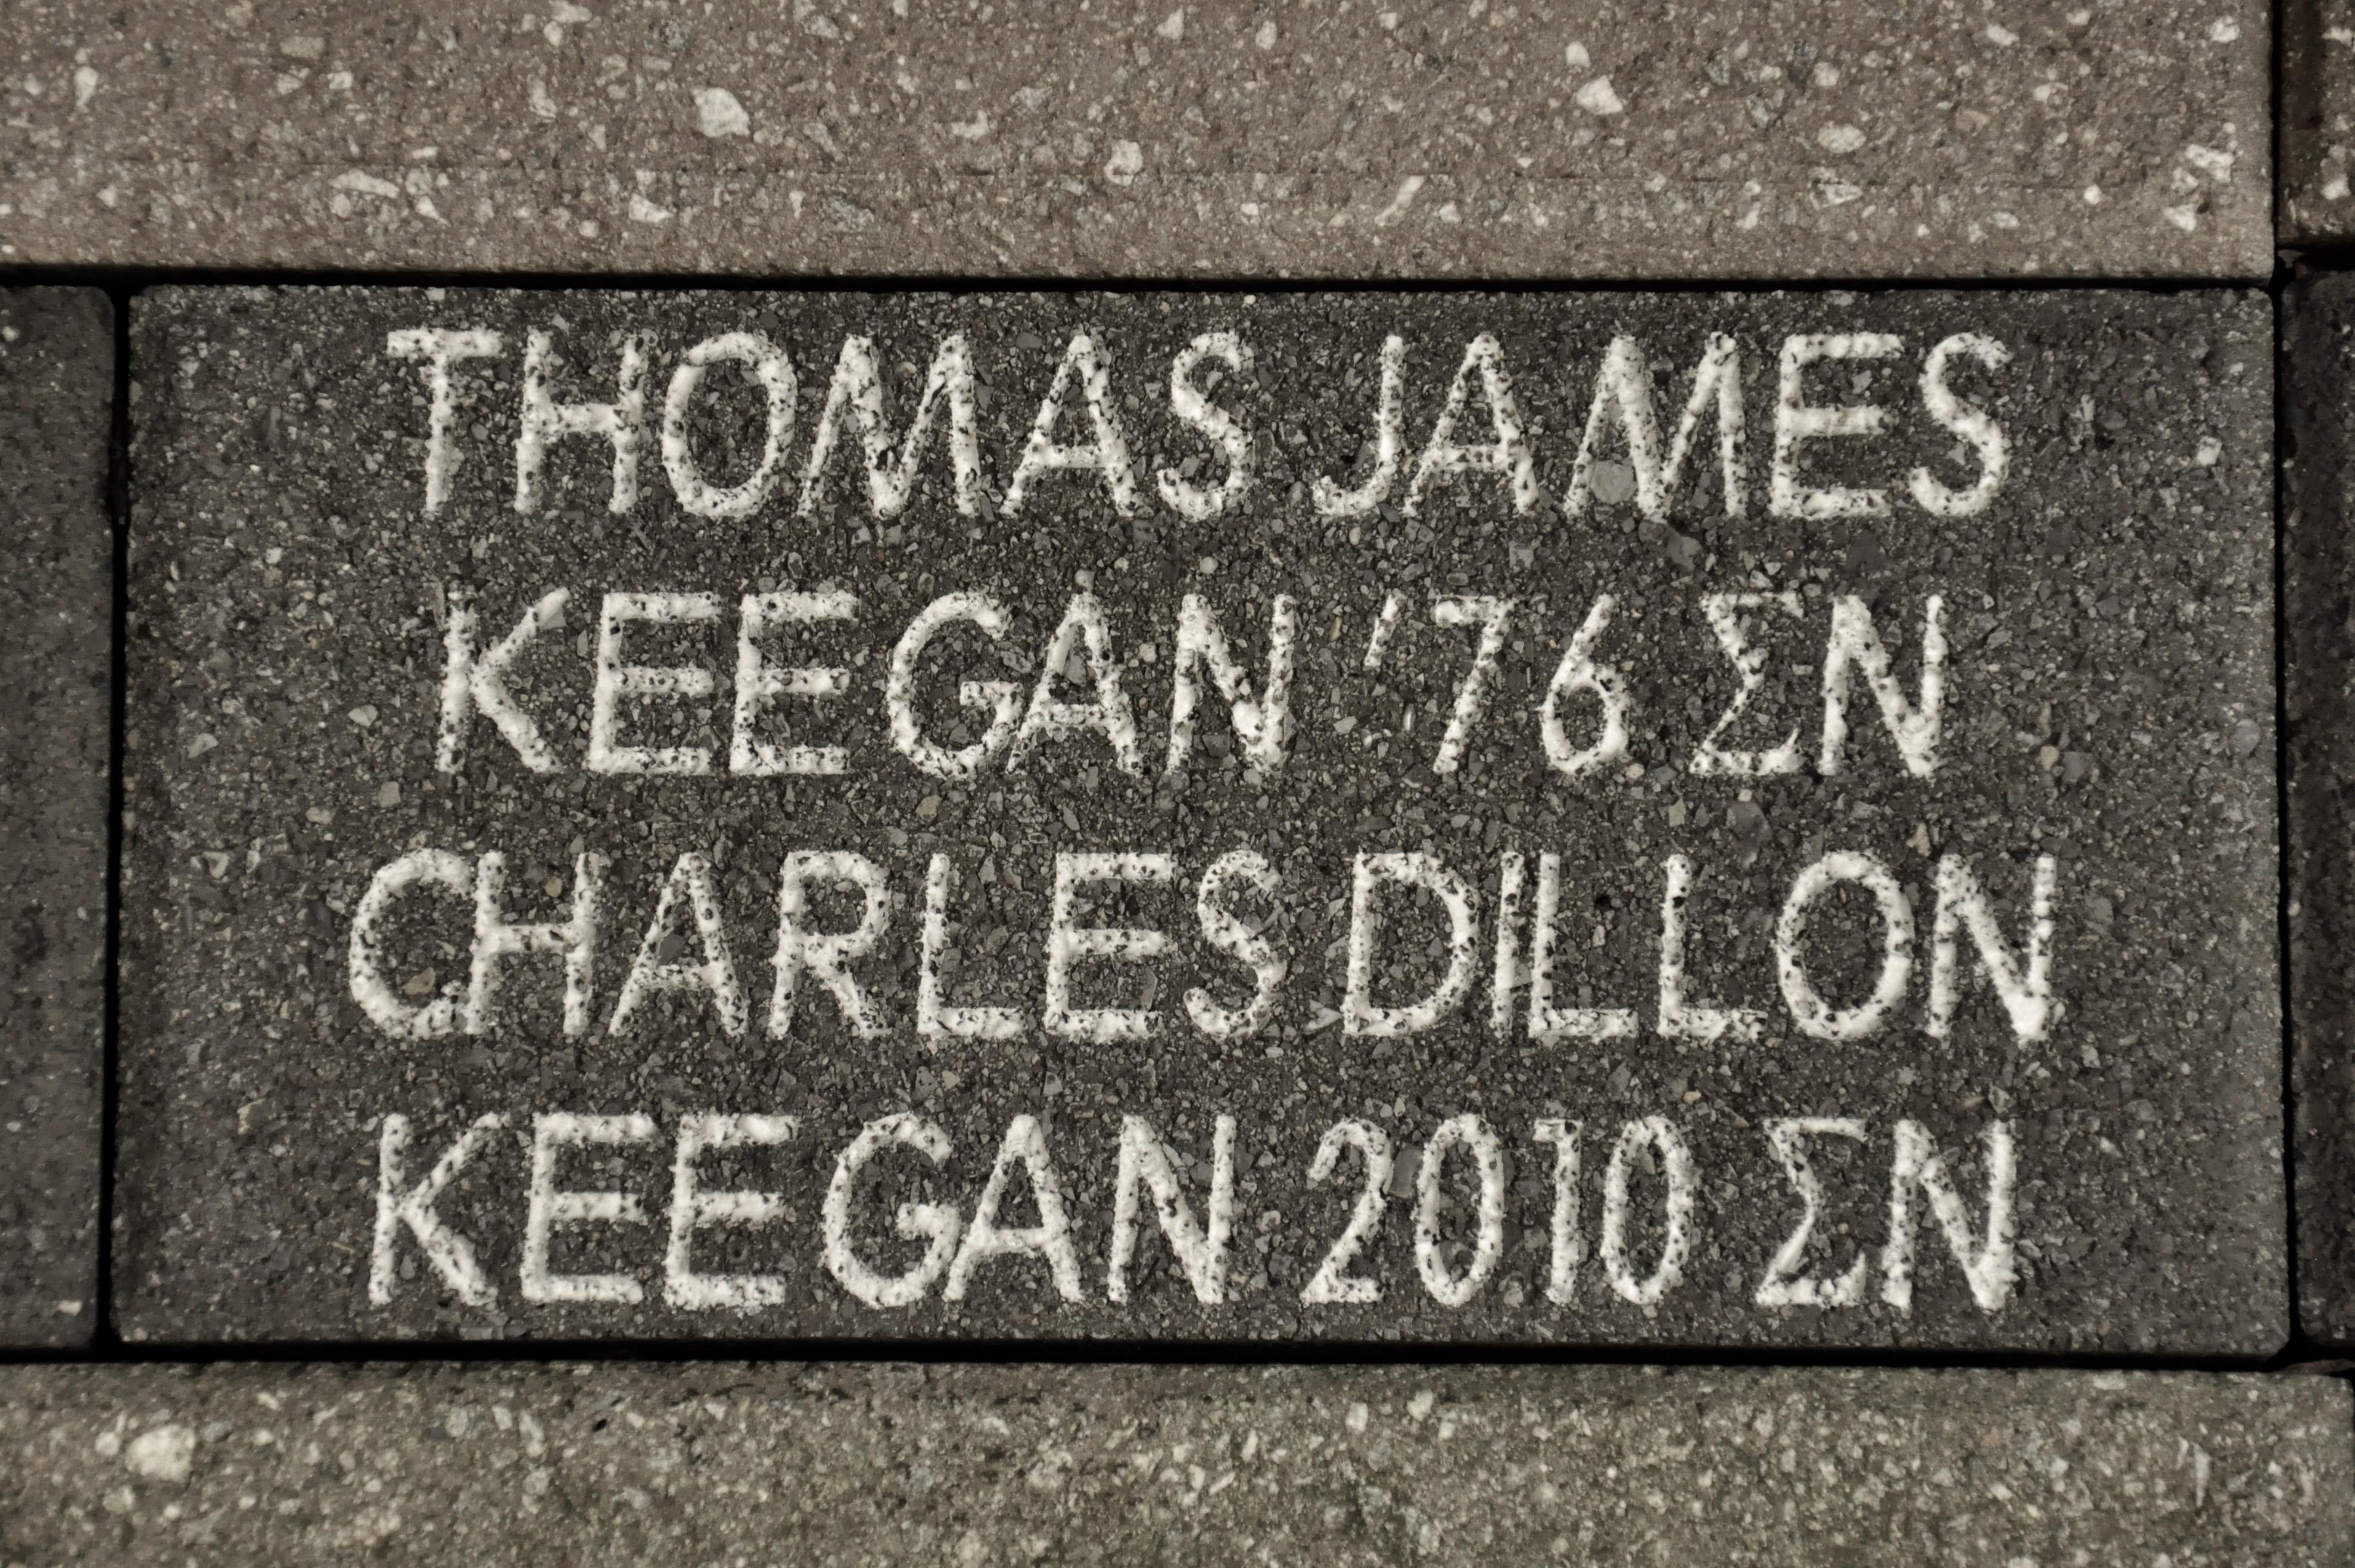 THOMAS JAMES
KEEGAN '76 ΣN
CHARLES DILLON
KEEGAN 2010 ΣN